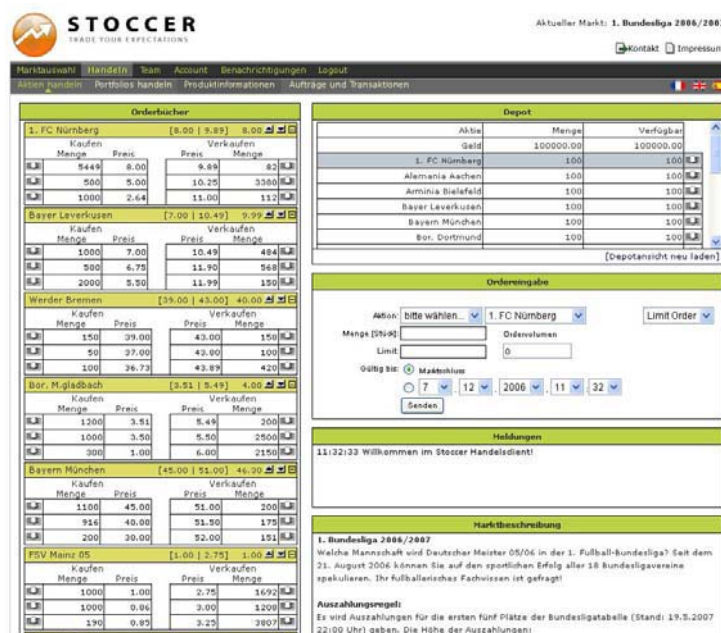 STOCCER
TRADE YOUR EXPECTATIONS
Aktueller Markt: 1. Bundesliga 2006/200
Kontakt Impressum
Marktauswahl Handeln Team Account Benachrichtigungen Logout
Aktien handeln Portfolios handeln Produktinformationen Aufträge und Transaktionen
Orderbücher
1. FC Nürnberg [8.00 | 9.89] 8.00
Kaufen Verkaufen
Menge Preis Preis Menge
5449 8.00 9.89 82
500 5.00 10.25 3380
1000 2.64 11.00 112
Bayer Leverkusen [7.00 | 10.49] 9.99
Kaufen Verkaufen
Menge Preis Preis Menge
1000 7.00 10.49 484
500 6.75 11.90 568
2000 5.50 11.99 150
Werder Bremen [39.00 | 43.00] 40.00
Kaufen Verkaufen
Menge Preis Preis Menge
150 39.00 43.00 150
50 37.00 43.00 100
100 36.73 43.89 420
Bor. M.gladbach [3.51 | 5.49] 4.00
Kaufen Verkaufen
Menge Preis Preis Menge
1200 3.51 5.49 200
1000 3.50 5.50 2500
300 1.00 6.00 2150
Bayern München [45.00 | 51.00] 46.30
Kaufen Verkaufen
Menge Preis Preis Menge
1100 45.00 51.00 200
916 40.00 51.50 175
200 30.00 52.00 151
FSV Mainz 05 [1.00 | 2.75] 1.00
Kaufen Verkaufen
Menge Preis Preis Menge
1000 1.00 2.75 1692
1000 0.86 3.00 1208
190 0.85 3.25 3807
Depot
Aktie Menge Verfügbar
Geld 100000.00 100000.00
1. FC Nürnberg 100 100
Alemania Aachen 100 100
Arminia Bielefeld 100 100
Bayer Leverkusen 100 100
Bayern München 100 100
Bor. Dortmund 100 100
[Depotansicht neu laden]
Ordereingabe
Aktion: bitte wählen... 1. FC Nürnberg Limit Order
Menge [Stück]: Ordervolumen
Limit: 0
Gültig bis: Marktschluss
7 . 12 . 2006 . 11 . 32
Senden
Meldungen
11:32:33 Willkommen im Stoccer Handelsclient!
Marktbeschreibung
1. Bundesliga 2006/2007
Welche Mannschaft wird Deutscher Meister 05/06 in der 1. Fußball-Bundesliga? Seit dem
21. August 2006 können Sie auf den sportlichen Erfolg aller 18 Bundesligavereine
spekulieren. Ihr fußballerisches Fachwissen ist gefragt!
Auszahlungsregel:
Es wird Auszahlungen für die ersten fünf Plätze der Bundesligatabelle (Stand: 19.5.2007
22:00 Uhr) geben. Die Höhe der Auszahlungen: